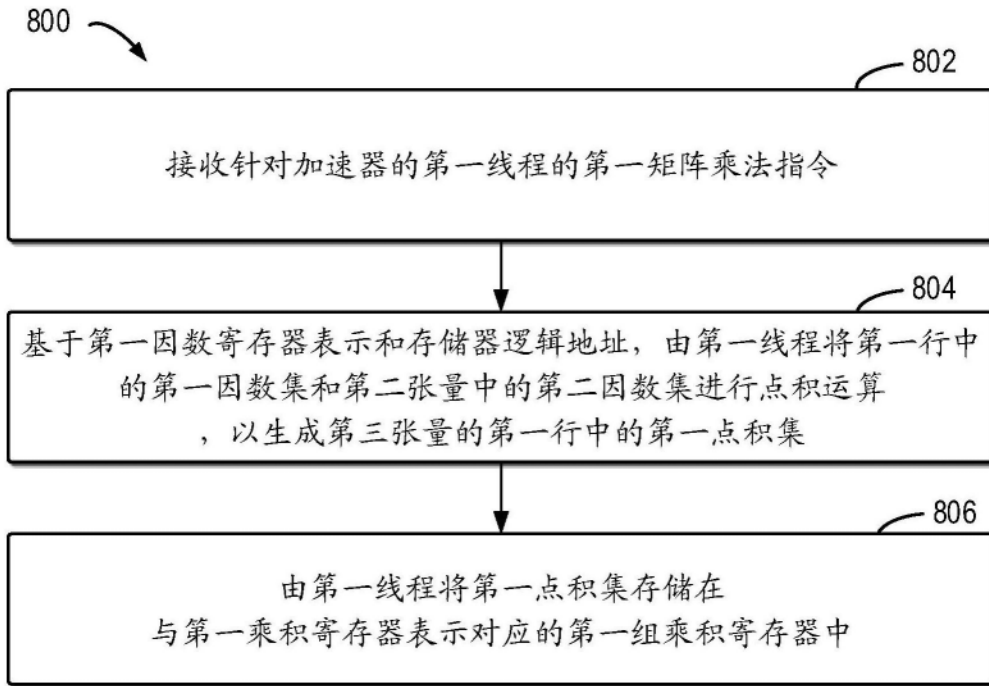 800
802
接收针对加速器的第一线程的第一矩阵乘法指令
804
基于第一因数寄存器表示和存储器逻辑地址，由第一线程将第一行中
的第一因数集和第二张量中的第二因数集进行点积运算
，以生成第三张量的第一行中的第一点积集
806
由第一线程将第一点积集存储在
与第一乘积寄存器表示对应的第一组乘积寄存器中